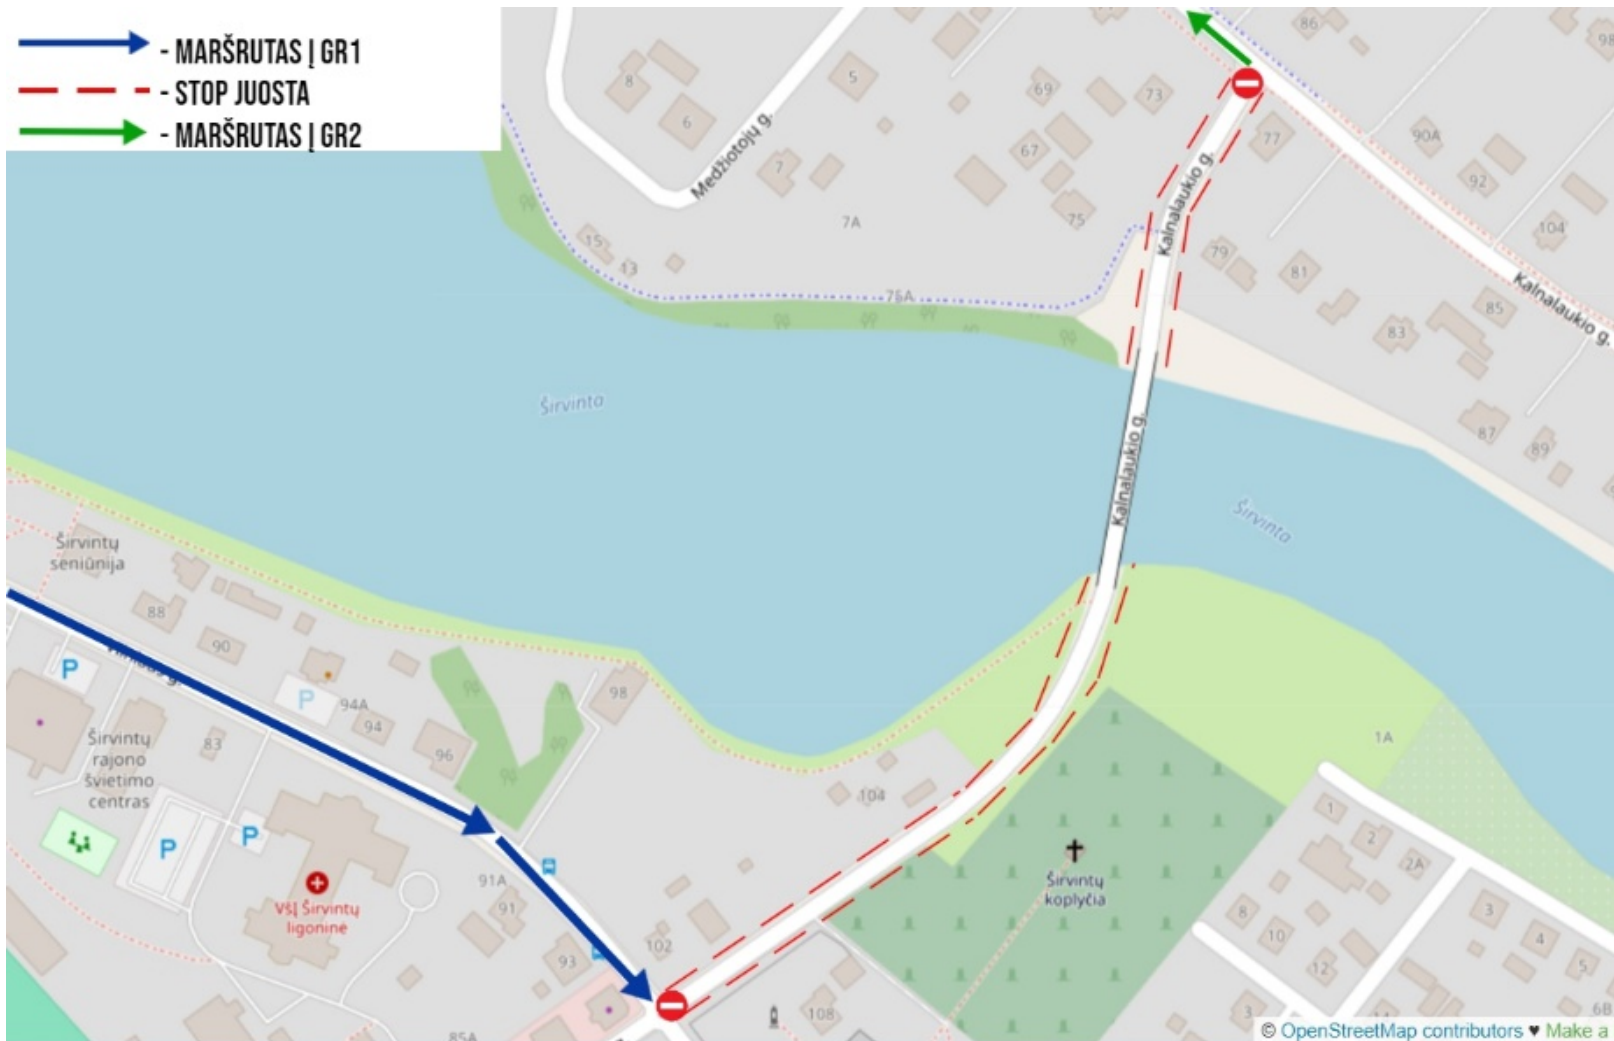 - MARŠRUTAS Į GR1
- STOP JUOSTA
- MARŠRUTAS Į GR2
86
98
8
5
69
73
6
Medžiotojų g.
77
90A
67
7
92
75
Kalnalaukio g.
7A
104
15
79
13
81
75A
85
Kalnalaukio g.
83
Širvinta
Kalnalaukio g.
87
89
Širvinta
Širvintų
seniūnija
88
90
P
98
P
94A
94
Širvintų
rajono
švietimo
centras
83
96
1A
104
1
P
P
2
2A
91A
Širvintų
koplyčia
VšĮ Širvintų
ligoninė
91
8
3
102
10
4
93
12
5
108
3
14
6B
85A
© OpenStreetMap contributors ♥ Make a